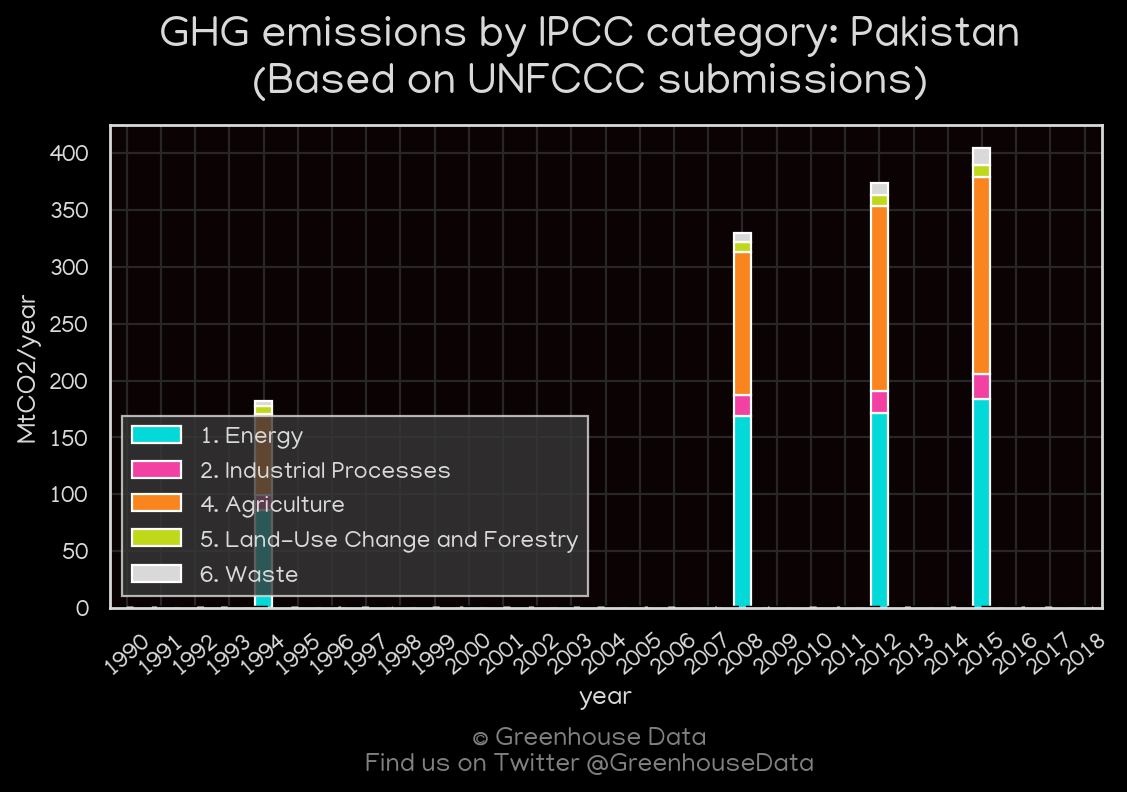 GHG emissions by IPCC category: Pakistan
(Based on UNFCCC submissions)
400
350
300
250
200
150
100
50
0
MtCO2/year
1. Energy
2. Industrial Processes
4. Agriculture
5. Land-Use Change and Forestry
6. Waste
1990 1991 1992 1993 1994 1995 1996 1997 1998 1999 2000 2001 2002 2003 2004 2005 2006 2007 2008 2009 2010 2011 2012 2013 2014 2015 2016 2017 2018
year
© Greenhouse Data
Find us on Twitter @GreenhouseData